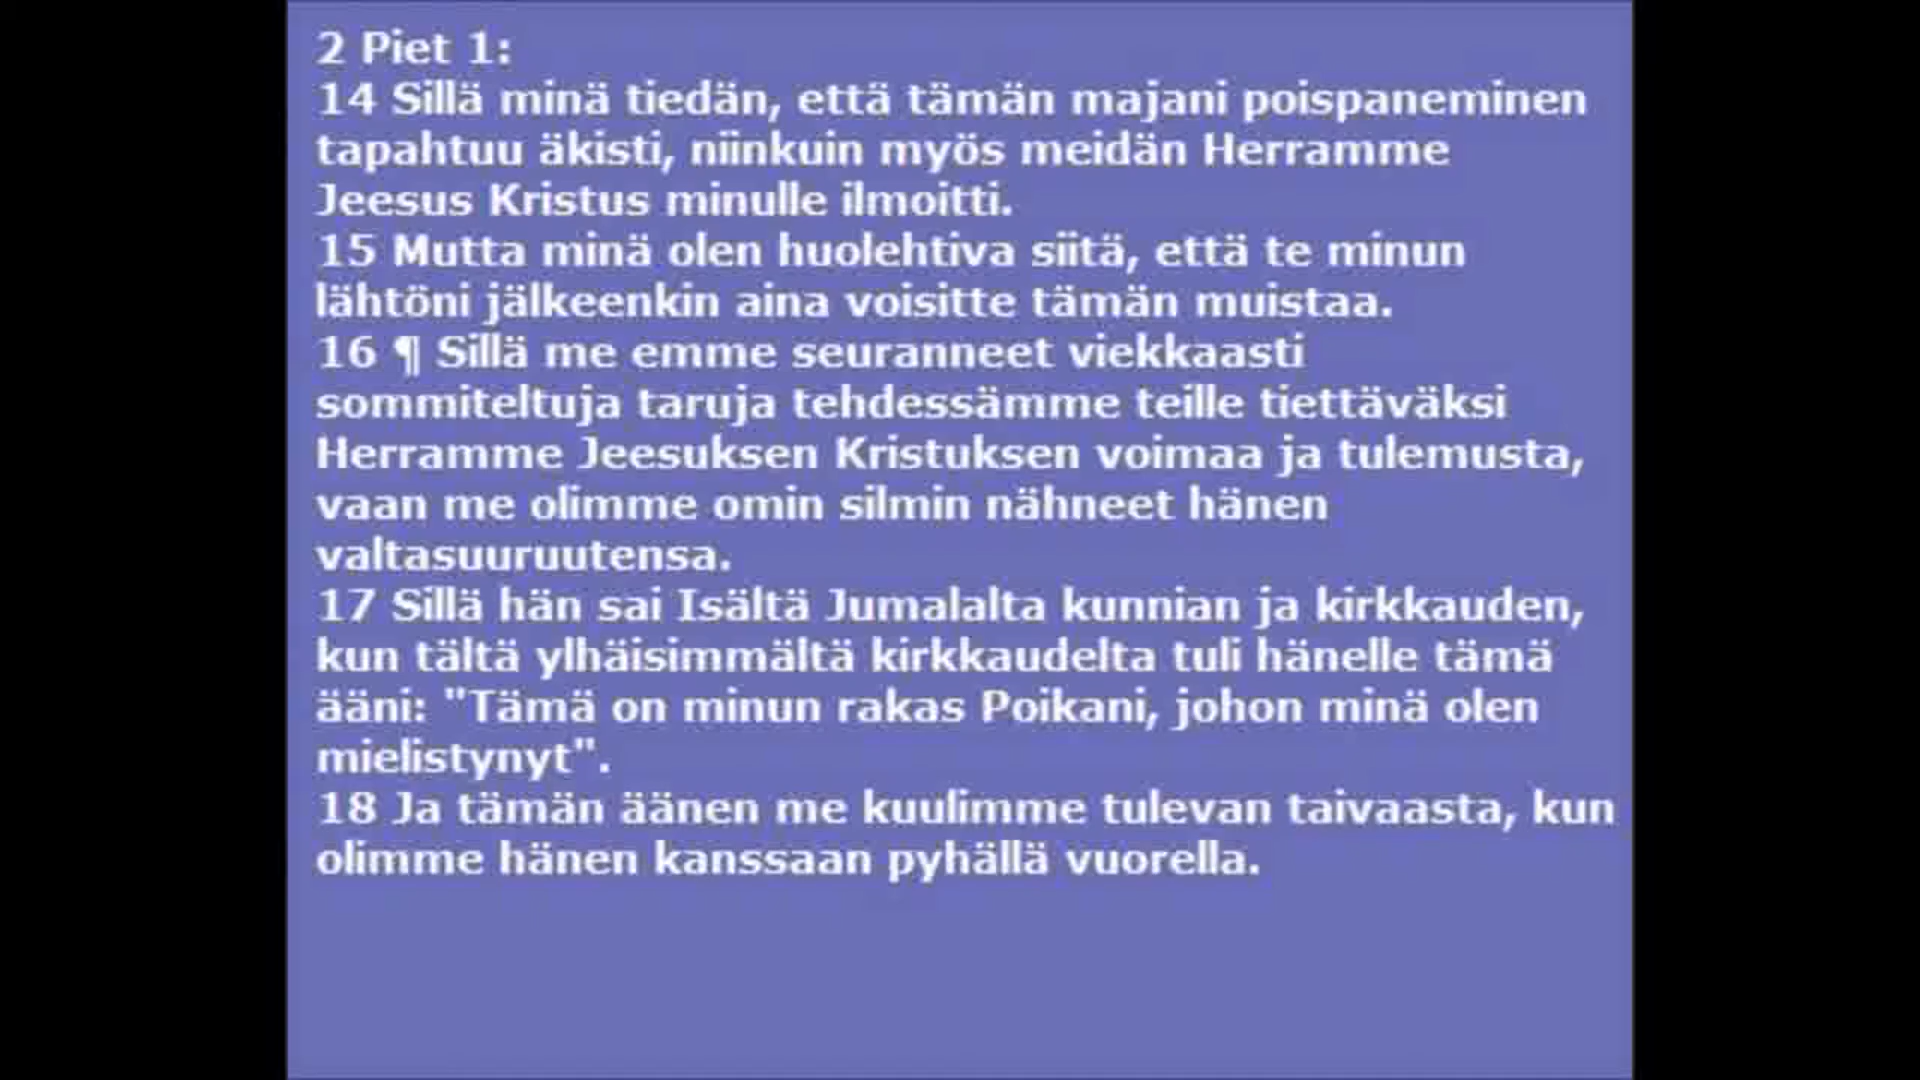 2 Piet 1:
14 Sillä minä tiedän, että tämän majani poispaneminen
tapahtuu äkisti, niinkuin myös meidän Herramme
Jeesus Kristus minulle ilmoitti.
15 Mutta minä olen huolehtiva siitä, että te minun
lähtöni jälkeenkin aina voisitte tämän muistaa.
16 ¶ Sillä me emme seuranneet viekkaasti
sommiteltuja taruja tehdessämme teille tiettäväksi
Herramme Jeesuksen Kristuksen voimaa ja tulemusta,
vaan me olimme omin silmin nähneet hänen
valtasuuruutensa.
17 Sillä hän sai Isältä Jumalalta kunnian ja kirkkauden,
kun tältä ylhäisimmältä kirkkaudelta tuli hänelle tämä
ääni: "Tämä on minun rakas Poikani, johon minä olen
mielistynyt".
18 Ja tämän äänen me kuulimme tulevan taivaasta, kun
olimme hänen kanssaan pyhällä vuorella.